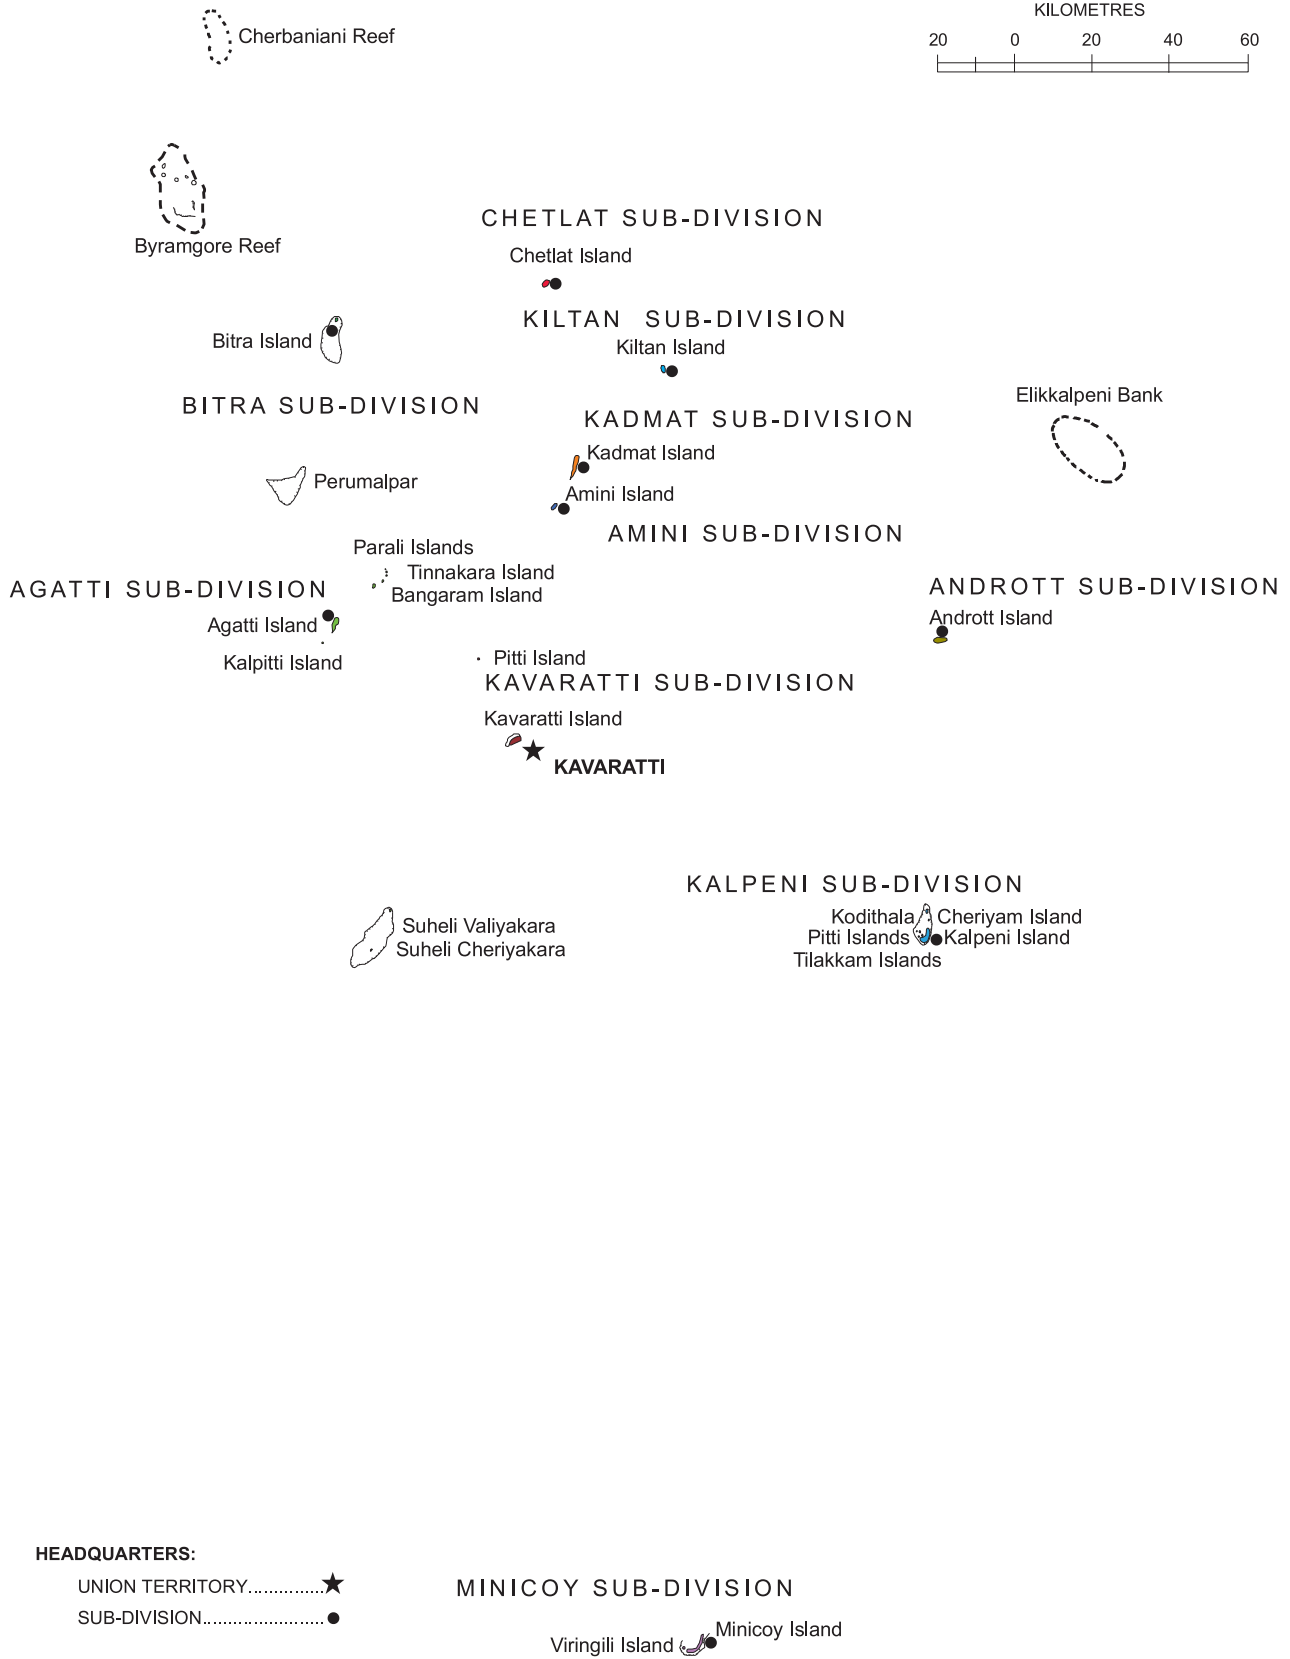 KILOMETRES
20 0 20 40 60
Cherbaniani Reef
Byramgore Reef
CHETLAT SUB-DIVISION
Chetlat Island
KILTAN SUB-DIVISION
Bitra Island
Kiltan Island
BITRA SUB-DIVISION
Elikkalpeni Bank
KADMAT SUB-DIVISION
Kadmat Island
Perumalpar
Amini Island
AMINI SUB-DIVISION
Parali Islands
Tinnakara Island
AGATTI SUB-DIVISION
Bangaram Island
ANDROTT SUB-DIVISION
Agatti Island
Andrott Island
Kalpitti Island
Pitti Island
KAVARATTI SUB-DIVISION
Kavaratti Island
KAVARATTI
KALPENI SUB-DIVISION
Kodithala
Cheriyam Island
Suheli Valiyakara
Pitti Islands
Kalpeni Island
Suheli Cheriyakara
Tilakkam Islands
HEADQUARTERS:
UNION TERRITORY..............
SUB-DIVISION.......................
MINICOY SUB-DIVISION
Minicoy Island
Viringili Island